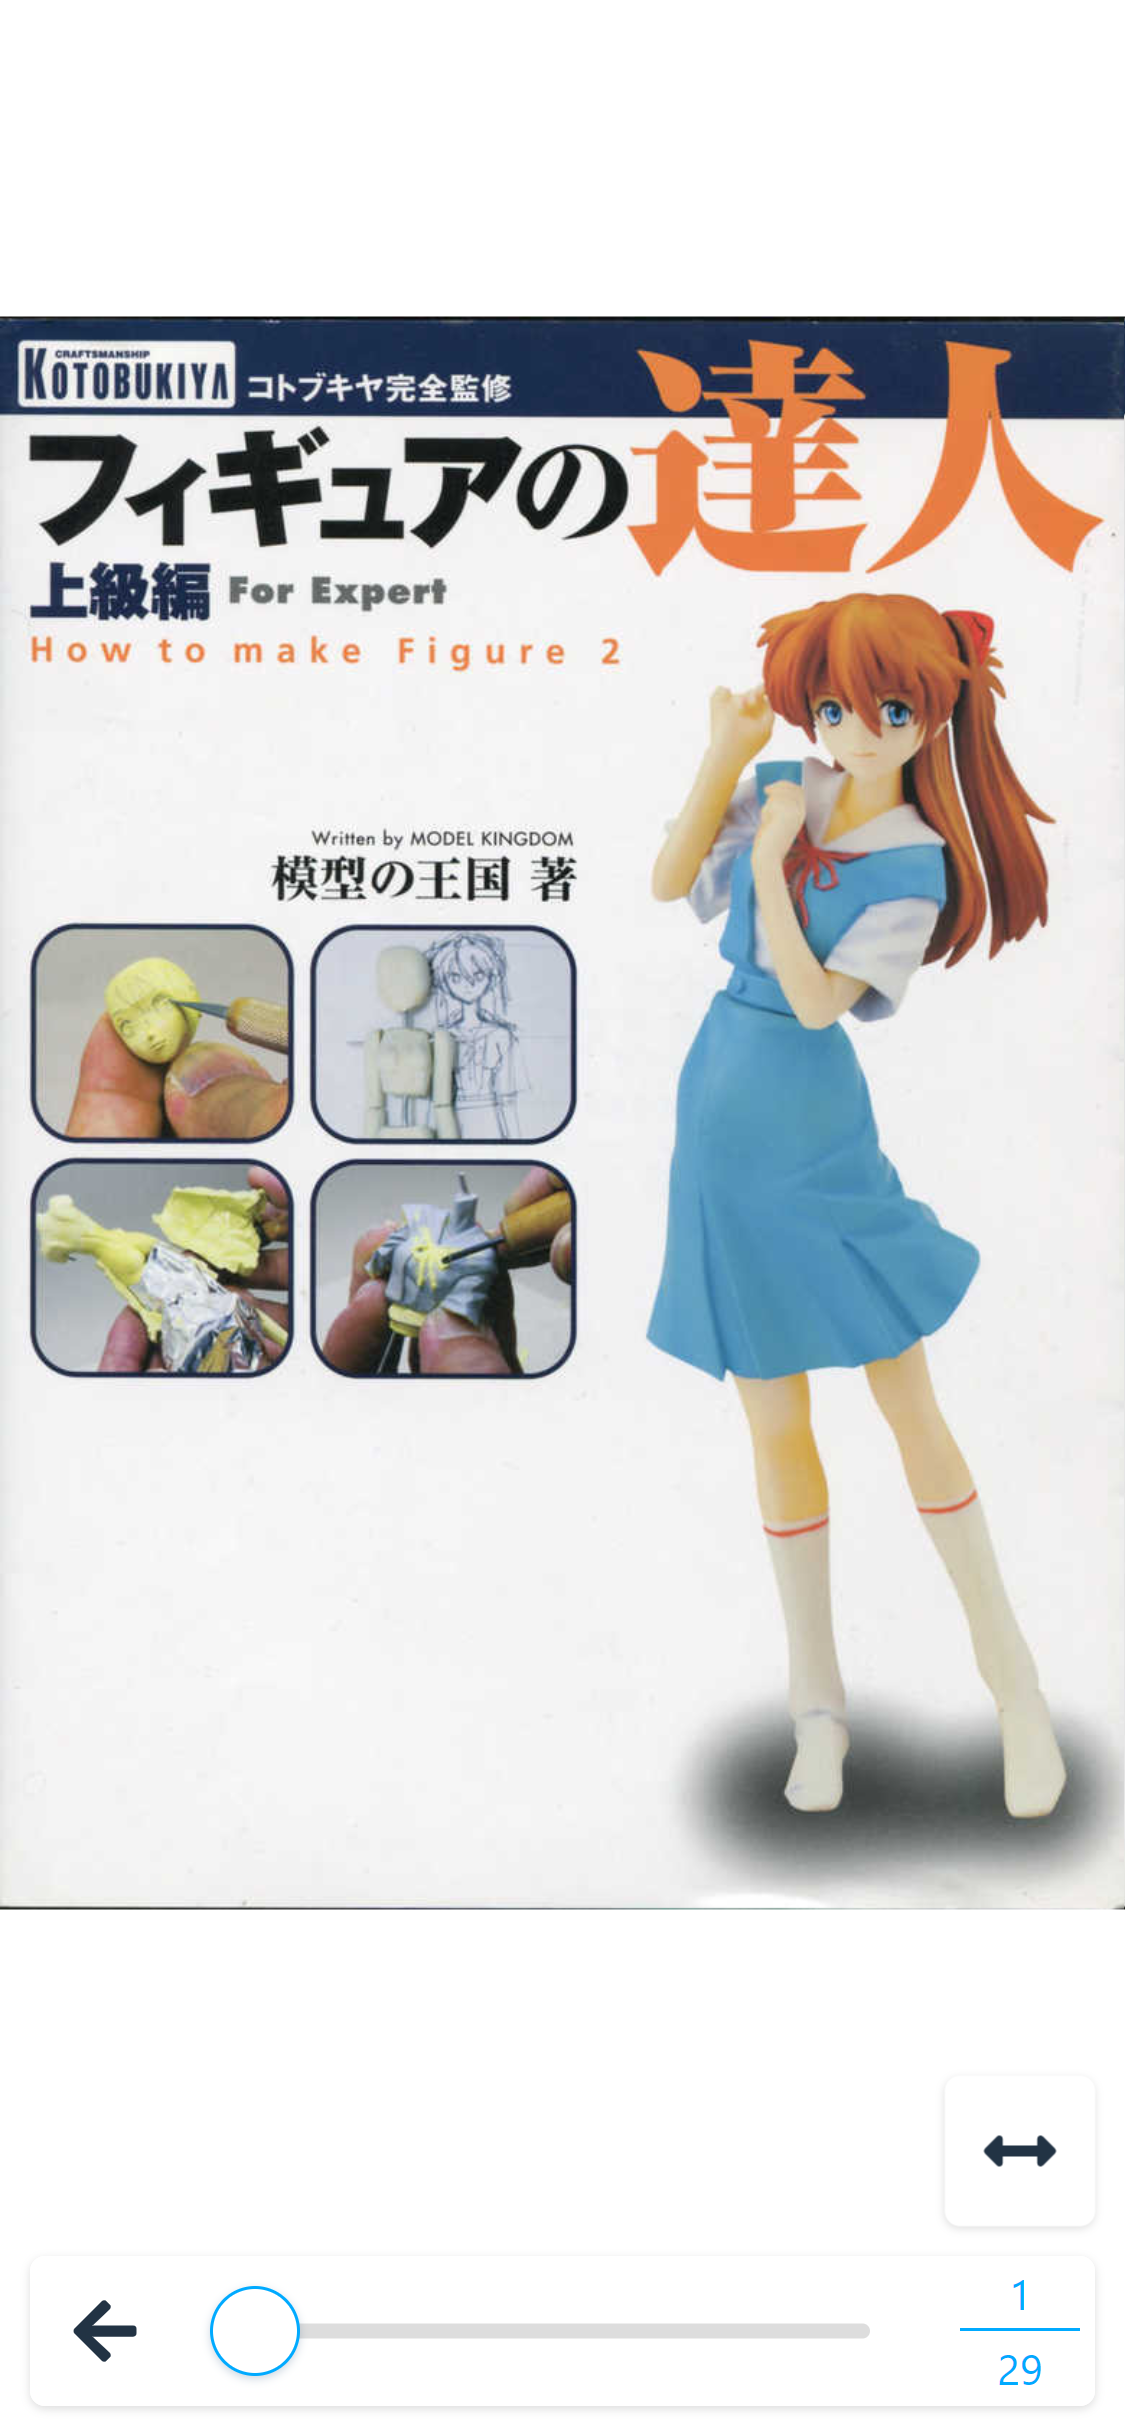 CRAFTSMANSHIP
KOTOBUKIYA コトブキヤ完全監修
フィギュアの達人
上級編 For Expert
How to make Figure 2
Written by MODEL KINGDOM
模型の王国 著
1
29